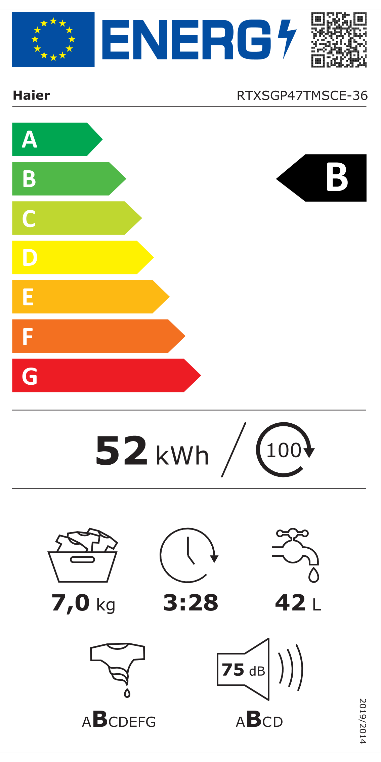 ENERG
Haier RTXSGP47TMSCE-36
A
B
B
C
D
E
F
G
52 kWh / 100
7,0 kg 3:28 42 L
75 dB
ABCDEFG ABCD
2019/2014